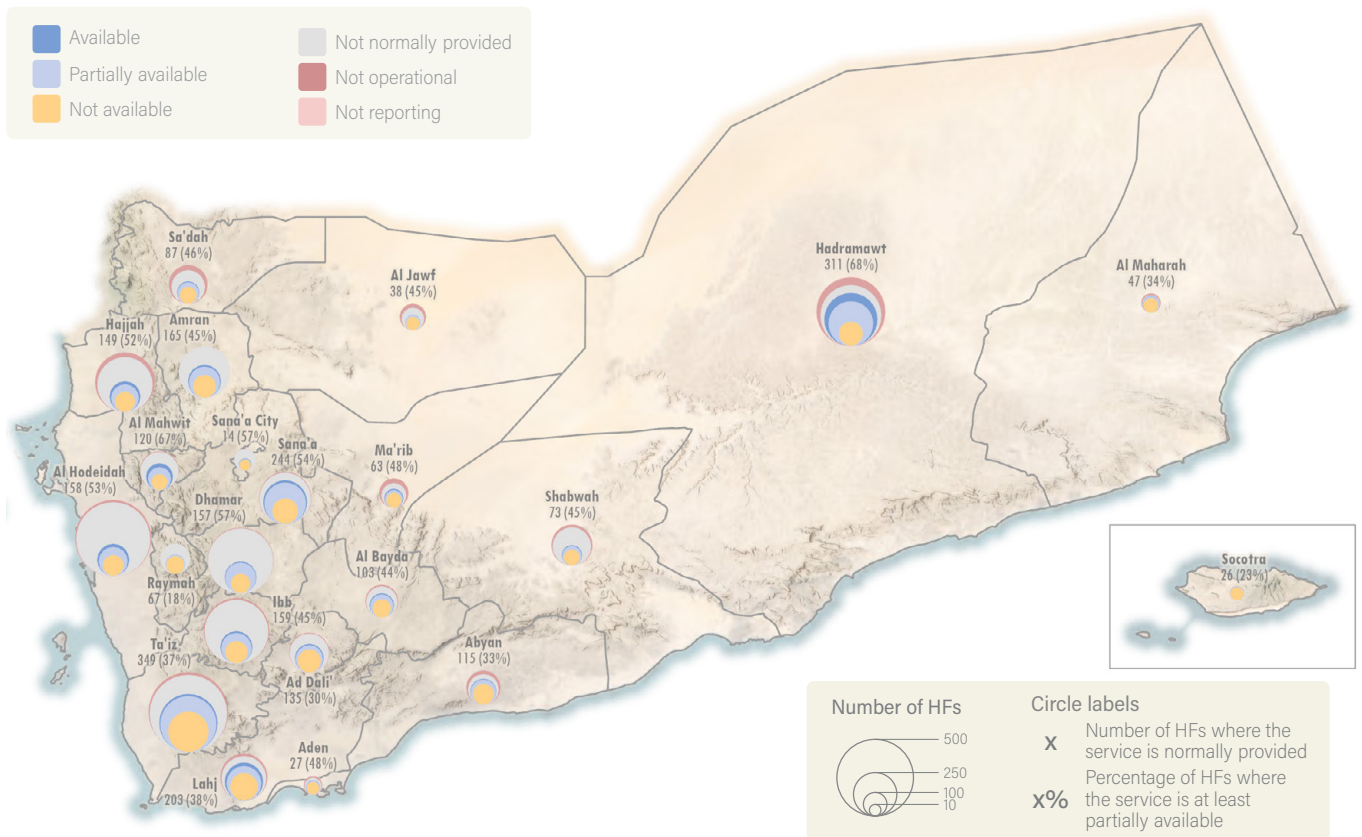 Available
Partially available
Not available
Not normally provided
Not operational
Not reporting
Sa'dah
87 (46%)
Al Jawf
38 (45%)
Hadramawt
311 (68%)
Al Maharah
47 (34%)
Hajjah
149 (52%)
Amran
165 (45%)
Al Mahwit
120 (67%)
Sana'a City
14 (57%)
Sana'a
244 (54%)
Ma'rib
63 (48%)
Al Hodeidah
158 (53%)
Dhamar
157 (57%)
Shabwah
73 (45%)
Raymah
67 (18%)
Al Bayda
103 (44%)
Ibb
159 (45%)
Ta'iz
349 (37%)
Ad Dali'
135 (30%)
Abyan
115 (33%)
Lahj
203 (38%)
Aden
27 (48%)
Socotra
26 (23%)
Number of HFs
500
250
100
10
Circle labels
x
Number of HFs where the
service is normally provided
x%
Percentage of HFs where
the service is at least
partially available